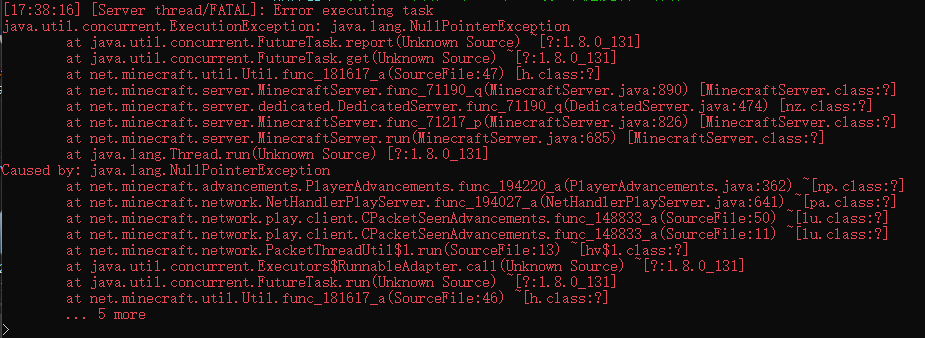 [17:38:16] [Server thread/FATAL]: Error executing task
java.util.concurrent.ExecutionException: java.lang.NullPointerException
at java.util.concurrent.FutureTask.report(Unknown Source) ~[?:1.8.0_131]
at java.util.concurrent.FutureTask.get(Unknown Source) ~[?:1.8.0_131]
at net.minecraft.util.Util.func_181617_a(SourceFile:47) [h.class:?]
at net.minecraft.server.MinecraftServer.func_71190_q(MinecraftServer.java:890) [MinecraftServer.class:?]
at net.minecraft.server.dedicated.DedicatedServer.func_71190_q(DedicatedServer.java:474) [nz.class:?]
at net.minecraft.server.MinecraftServer.func_71217_p(MinecraftServer.java:826) [MinecraftServer.class:?]
at net.minecraft.server.MinecraftServer.run(MinecraftServer.java:685) [MinecraftServer.class:?]
at java.lang.Thread.run(Unknown Source) [?:1.8.0_131]
Caused by: java.lang.NullPointerException
at net.minecraft.advancements.PlayerAdvancements.func_194220_a(PlayerAdvancements.java:362) ~[np.class:?]
at net.minecraft.network.NetHandlerPlayServer.func_194027_a(NetHandlerPlayServer.java:641) ~[pa.class:?]
at net.minecraft.network.play.client.CPacketSeenAdvancements.func_148833_a(SourceFile:50) ~[lu.class:?]
at net.minecraft.network.play.client.CPacketSeenAdvancements.func_148833_a(SourceFile:11) ~[lu.class:?]
at net.minecraft.network.PacketThreadUtil$1.run(SourceFile:13) ~[hv$1.class:?]
at java.util.concurrent.Executors$RunnableAdapter.call(Unknown Source) ~[?:1.8.0_131]
at java.util.concurrent.FutureTask.run(Unknown Source) ~[?:1.8.0_131]
at net.minecraft.util.Util.func_181617_a(SourceFile:46) ~[h.class:?]
... 5 more
>